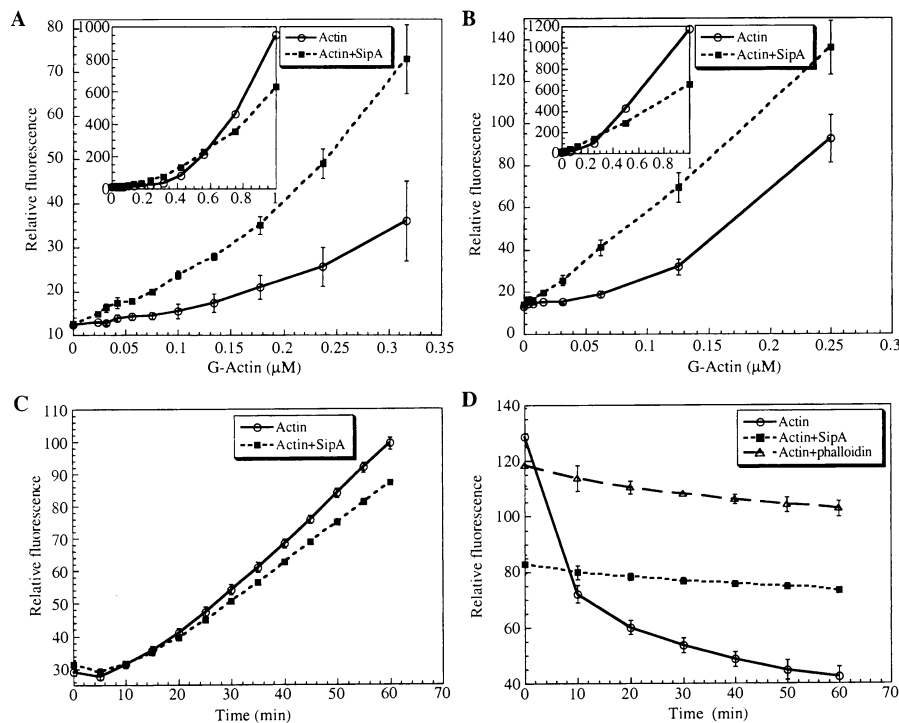 A
Relative fluorescence
80
70
60
50
40
30
20
10
0 0.05 0.1 0.15 0.2 0.25 0.3 0.35
G-Actin (μM)
1000
800
600
400
200
0
0 0.2 0.4 0.6 0.8 1
Actin
Actin+SipA
B
Relative fluorescence
140
120
100
80
60
40
20
0
0 0.05 0.1 0.15 0.2 0.25 0.3
G-Actin (μM)
1200
1000
800
600
400
200
0
0 0.2 0.4 0.6 0.8 1
Actin
Actin+SipA
C
Relative fluorescence
110
100
90
80
70
60
50
40
30
0 10 20 30 40 50 60 70
Time (min)
Actin
Actin+SipA
D
Relative fluorescence
140
120
100
80
60
40
0 10 20 30 40 50 60 70
Time (min)
Actin
Actin+SipA
Actin+phalloidin